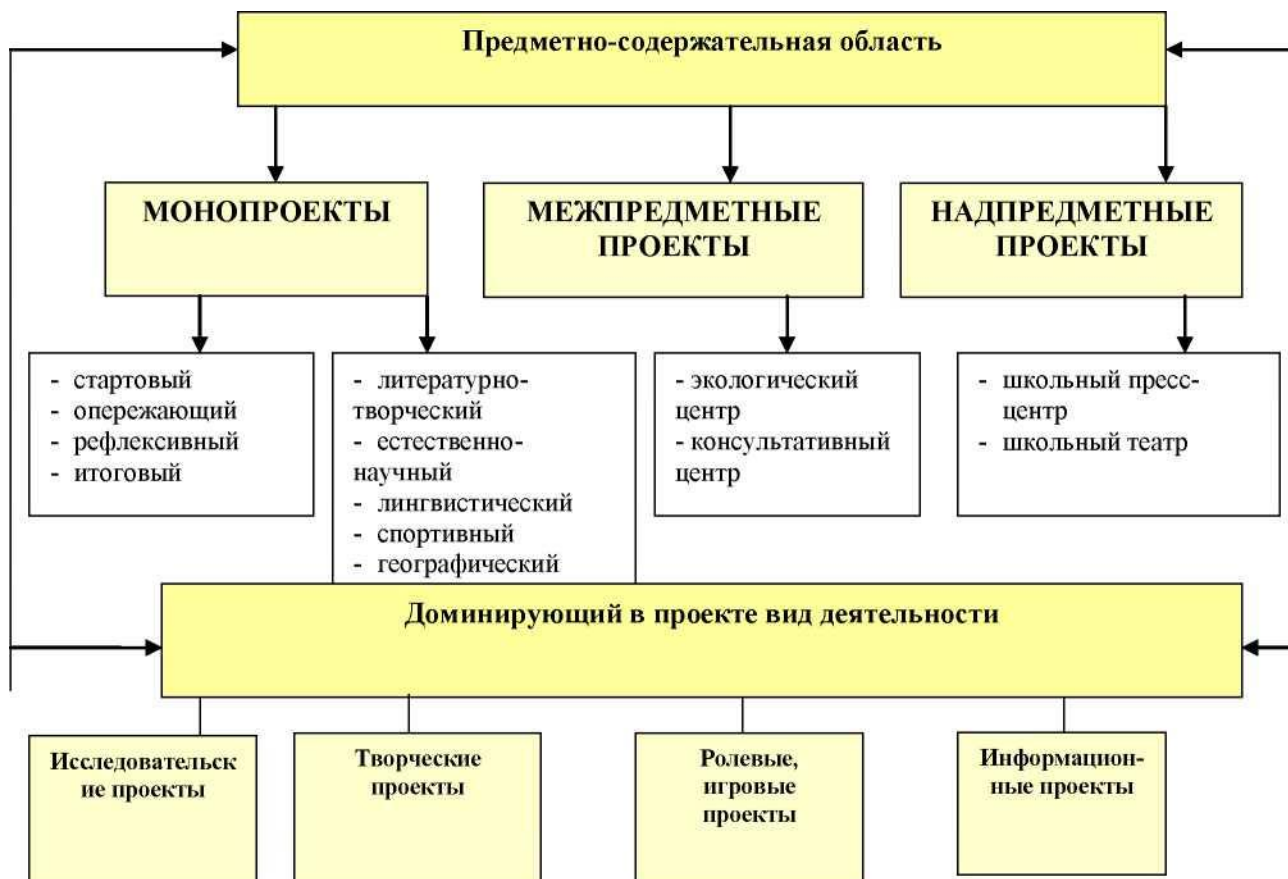 Предметно-содержательная область
МОНОПРОЕКТЫ
МЕЖПРЕДМЕТНЫЕ
ПРОЕКТЫ
НАДПРЕДМЕТНЫЕ
ПРОЕКТЫ
- стартовый
- опережающий
- рефлексивный
- итоговый
- литературно-
творческий
- естественно-
научный
- лингвистический
- спортивный
- географический
- экологический
центр
- консультативный
центр
- школьный пресс-
центр
- школьный театр
Доминирующий в проекте вид деятельности
Исследовательск
ие проекты
Творческие
проекты
Ролевые,
игровые
проекты
Информацион-
ные проекты